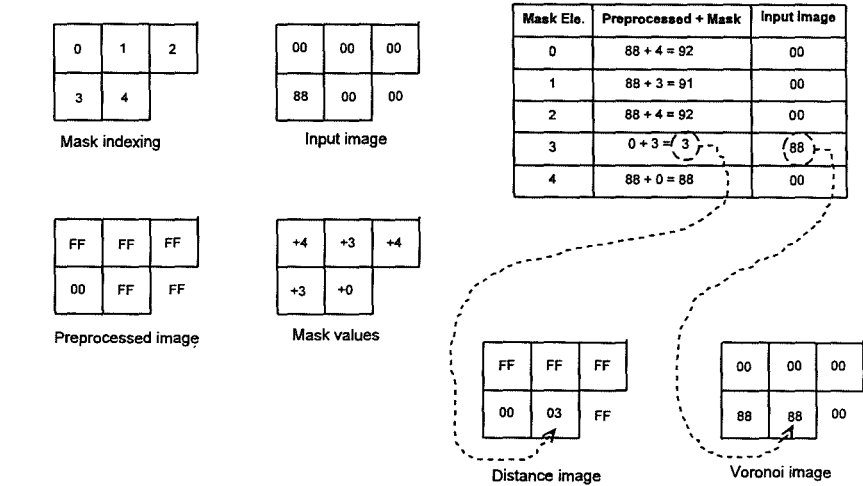 0 1 2
3 4
Mask indexing
00 00 00
88 00 00
Input image
Mask Ele. Preprocessed + Mask Input Image
0 88 + 4 = 92 00
1 88 + 3 = 91 00
2 88 + 4 = 92 00
3 0 + 3 = 3 88
4 88 + 0 = 88 00
FF FF FF
00 FF FF
Preprocessed image
+4 +3 +4
+3 +0
Mask values
FF FF FF
00 03 FF
Distance image
00 00 00
88 88 00
Voronoi image